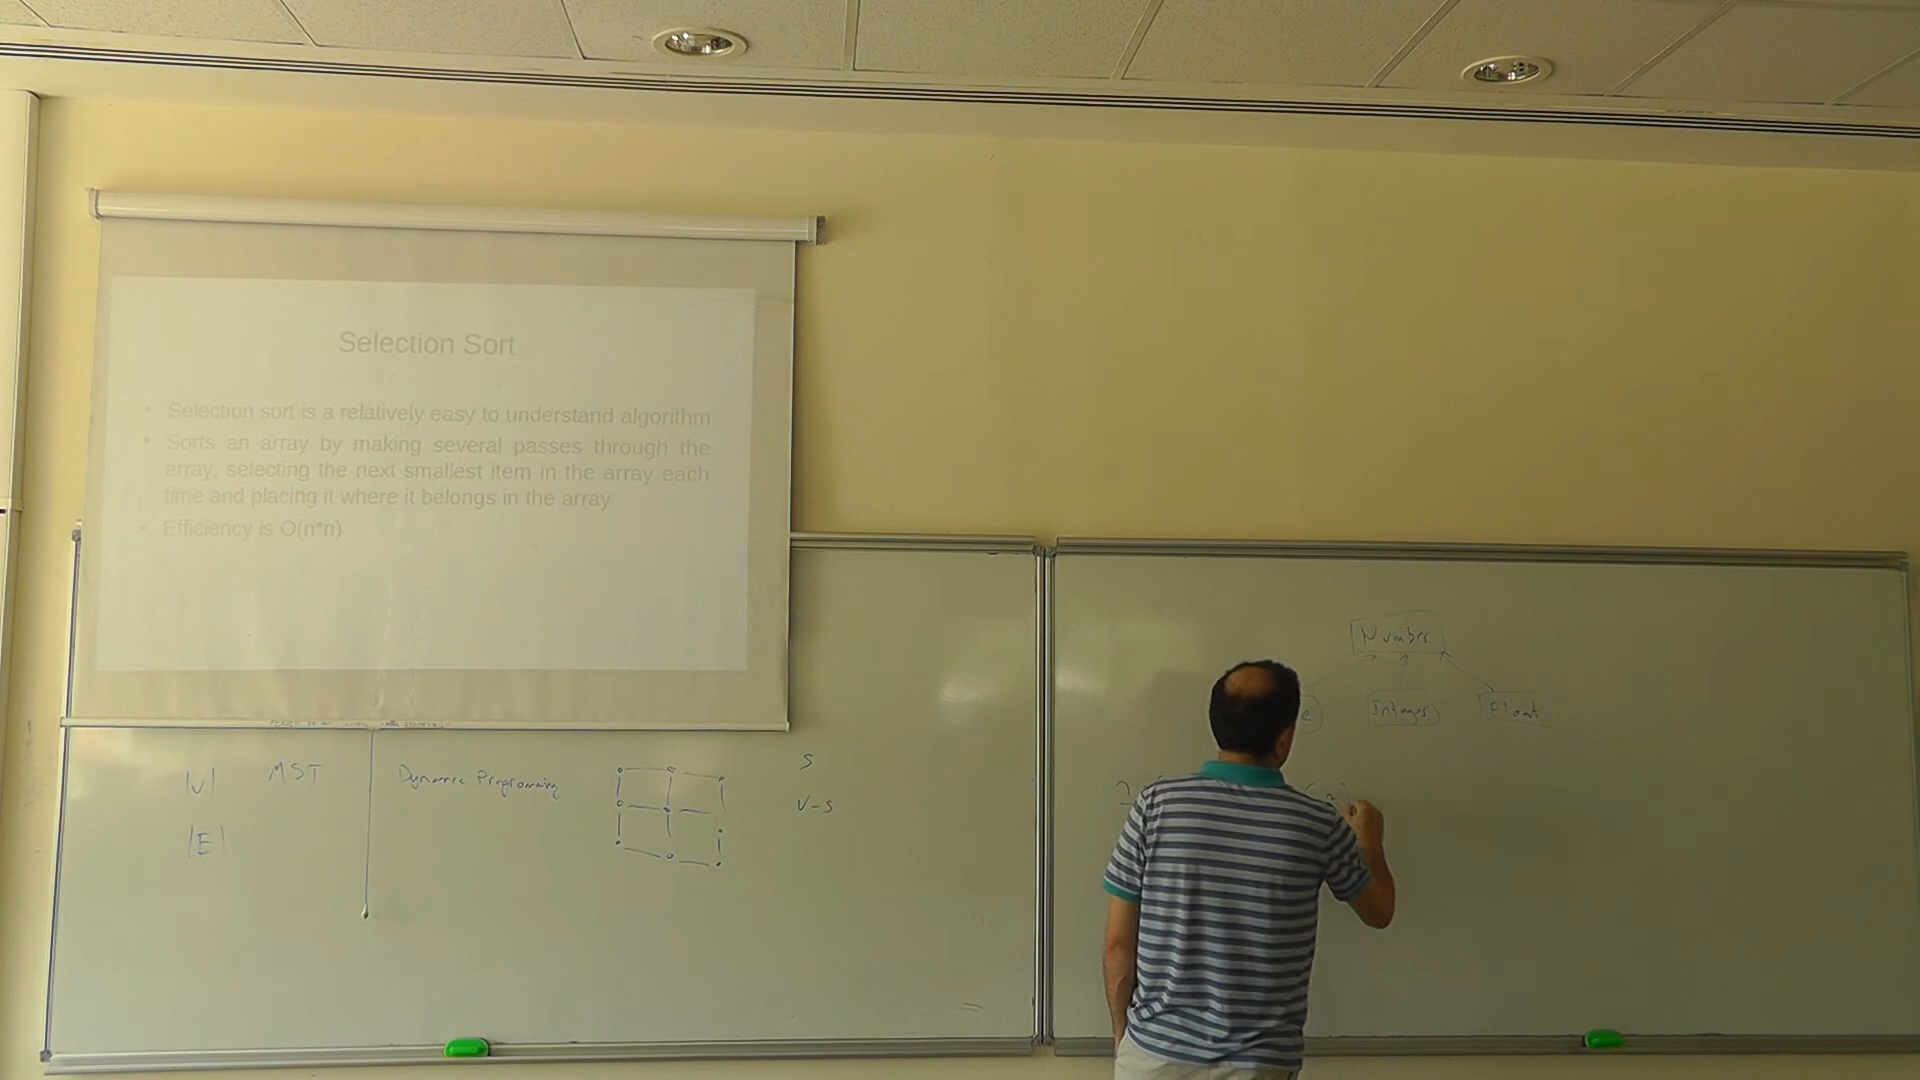 Selection Sort
• Selection sort is a relatively easy to understand algorithm
• Sorts an array by making several passes through the
array, selecting the next smallest item in the array each
time and placing it where it belongs in the array
• Efficiency is O(n*n)
|V|
MST
Dynamic Programming
S
V-S
|E|
Number
e
Integer
Float